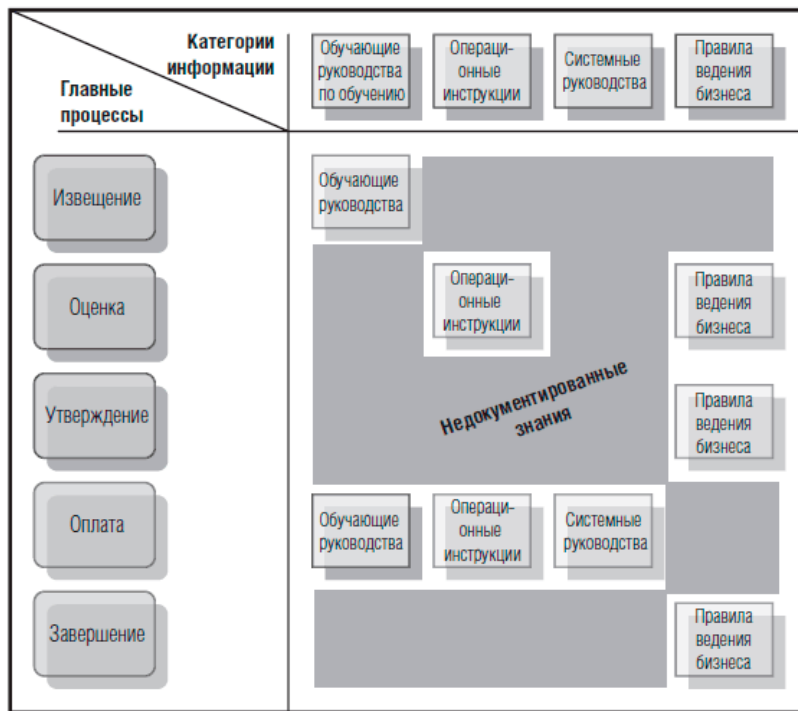 Категории
информации
Главные
процессы
Обучающие
руководства
по обучению
Операци-
онные
инструкции
Системные
руководства
Правила
ведения
бизнеса
Извещение
Обучающие
руководства
Оценка
Операци-
онные
инструкции
Правила
ведения
бизнеса
Утверждение
Недокументированные
знания
Правила
ведения
бизнеса
Оплата
Обучающие
руководства
Операци-
онные
инструкции
Системные
руководства
Завершение
Правила
ведения
бизнеса